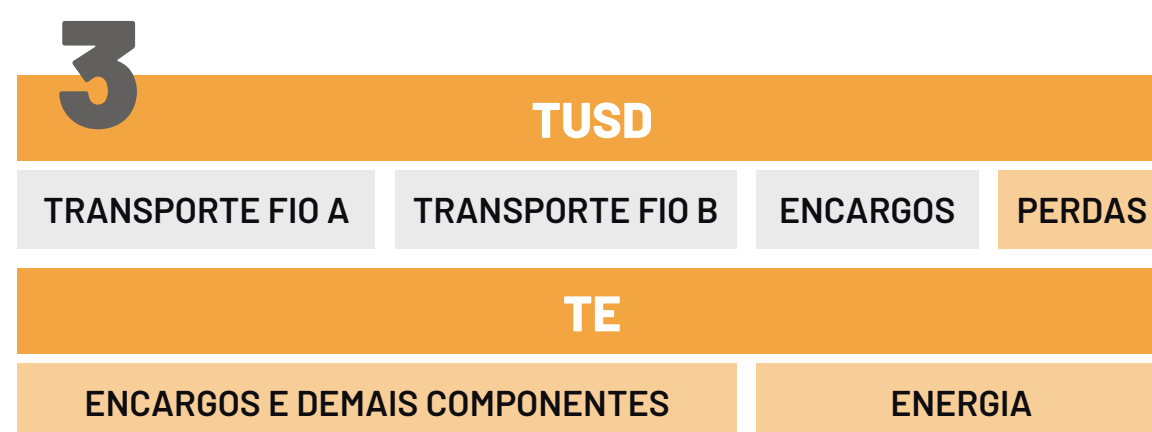 3
TUSD
TRANSPORTE FIO A TRANSPORTE FIO B ENCARGOS PERDAS
TE
ENCARGOS E DEMAIS COMPONENTES ENERGIA